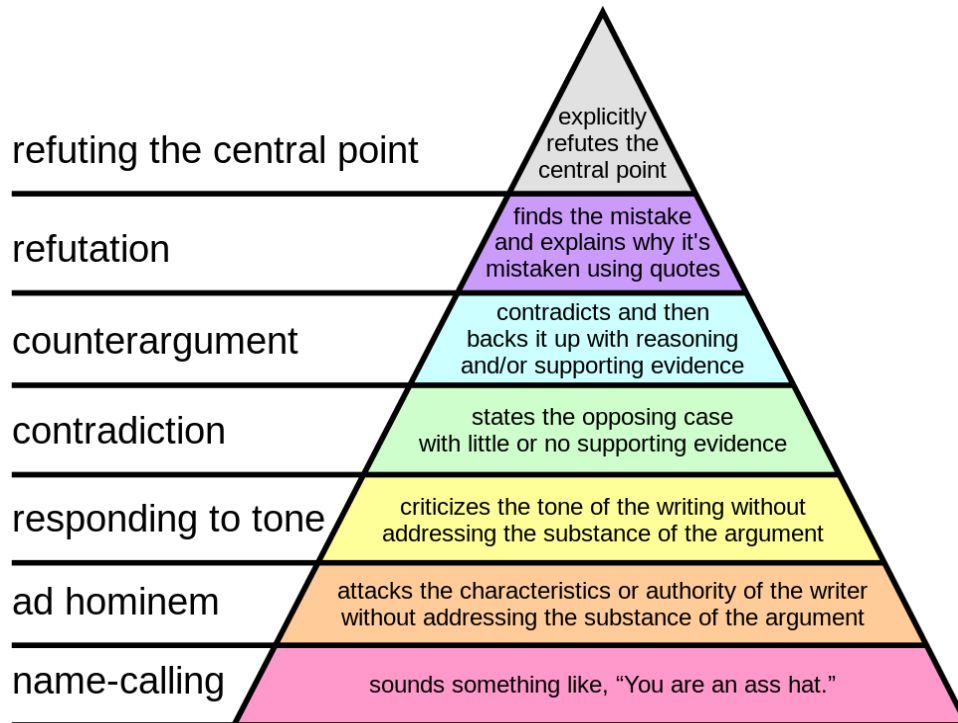 refuting the central point
explicitly
refutes the
central point
refutation
finds the mistake
and explains why it's
mistaken using quotes
counterargument
contradicts and then
backs it up with reasoning
and/or supporting evidence
contradiction
states the opposing case
with little or no supporting evidence
responding to tone
criticizes the tone of the writing without
addressing the substance of the argument
ad hominem
attacks the characteristics or authority of the writer
without addressing the substance of the argument
name-calling
sounds something like, “You are an ass hat.”